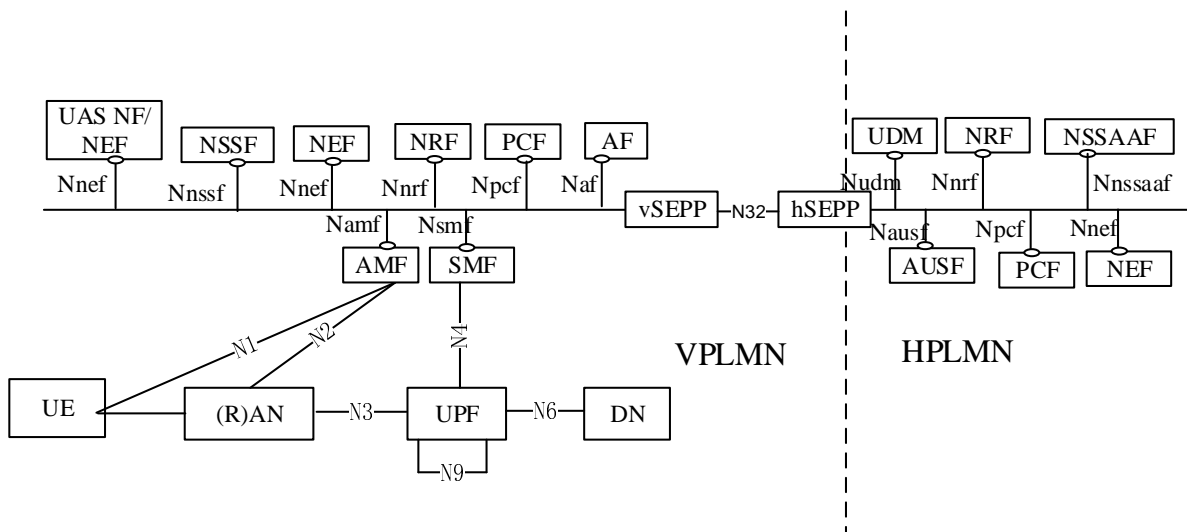 UAS NF/
NEF
NSSF
NEF
NRF
PCF
AF
UDM
NRF
NSSAAF
Nnef
Nnssf
Nnef
Nnrf
Npcf
Naf
Nudm
Nnrf
Nnssaaf
vSEPP
N32
hSEPP
Namf
Nsmf
Nausf
Npcf
Nnef
AMF
SMF
AUSF
PCF
NEF
N1
N2
N4
VPLMN
HPLMN
UE
(R)AN
N3
UPF
N6
DN
N9